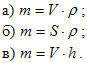 а) m = V · ρ ;
б) m = S · ρ ;
в) m = V · h .